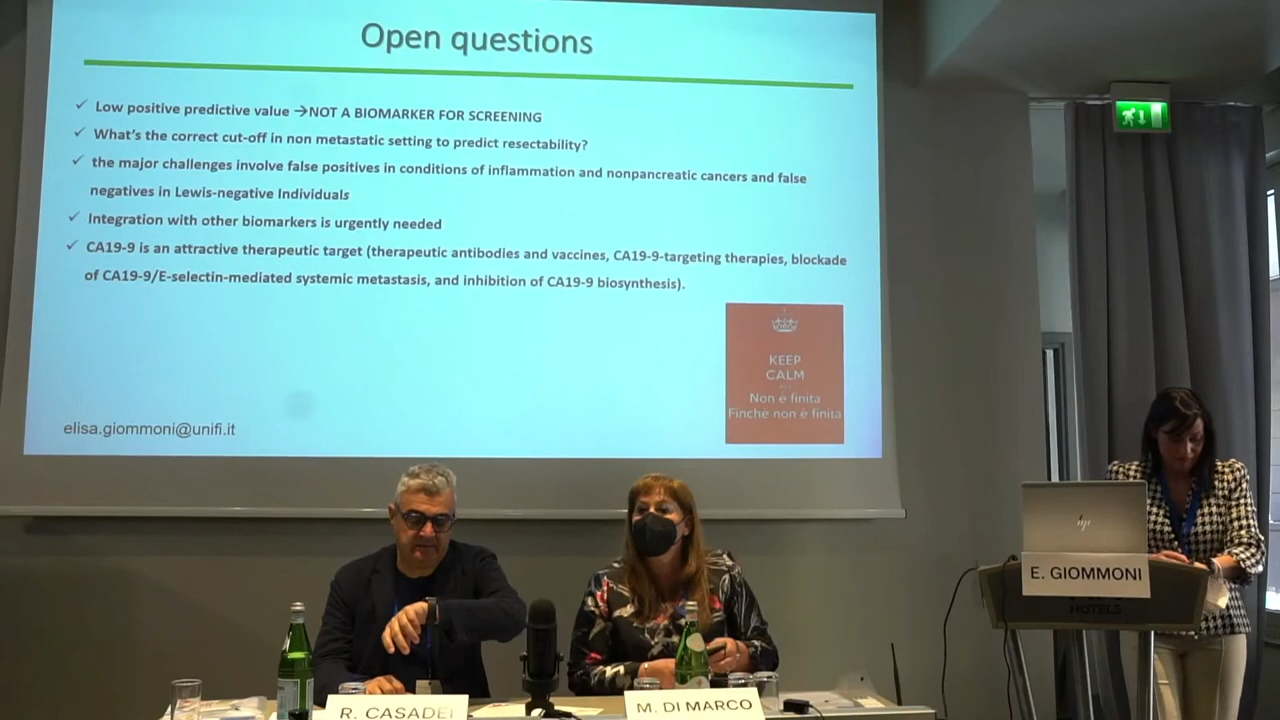 Open questions
✓ Low positive predictive value →NOT A BIOMARKER FOR SCREENING
✓ What's the correct cut-off in non metastatic setting to predict resectability?
✓ the major challenges involve false positives in conditions of inflammation and nonpancreatic cancers and false
negatives in Lewis-negative Individuals
✓ Integration with other biomarkers is urgently needed
✓ CA19-9 is an attractive therapeutic target (therapeutic antibodies and vaccines, CA19-9-targeting therapies, blockade
of CA19-9/E-selectin-mediated systemic metastasis, and inhibition of CA19-9 biosynthesis).
KEEP
CALM
Non è finita
Finchè non è finita
elisa.giommoni@unifi.it
hp
E. GIOMMONI
HOTELS
R. CASADEI
M. DI MARCO